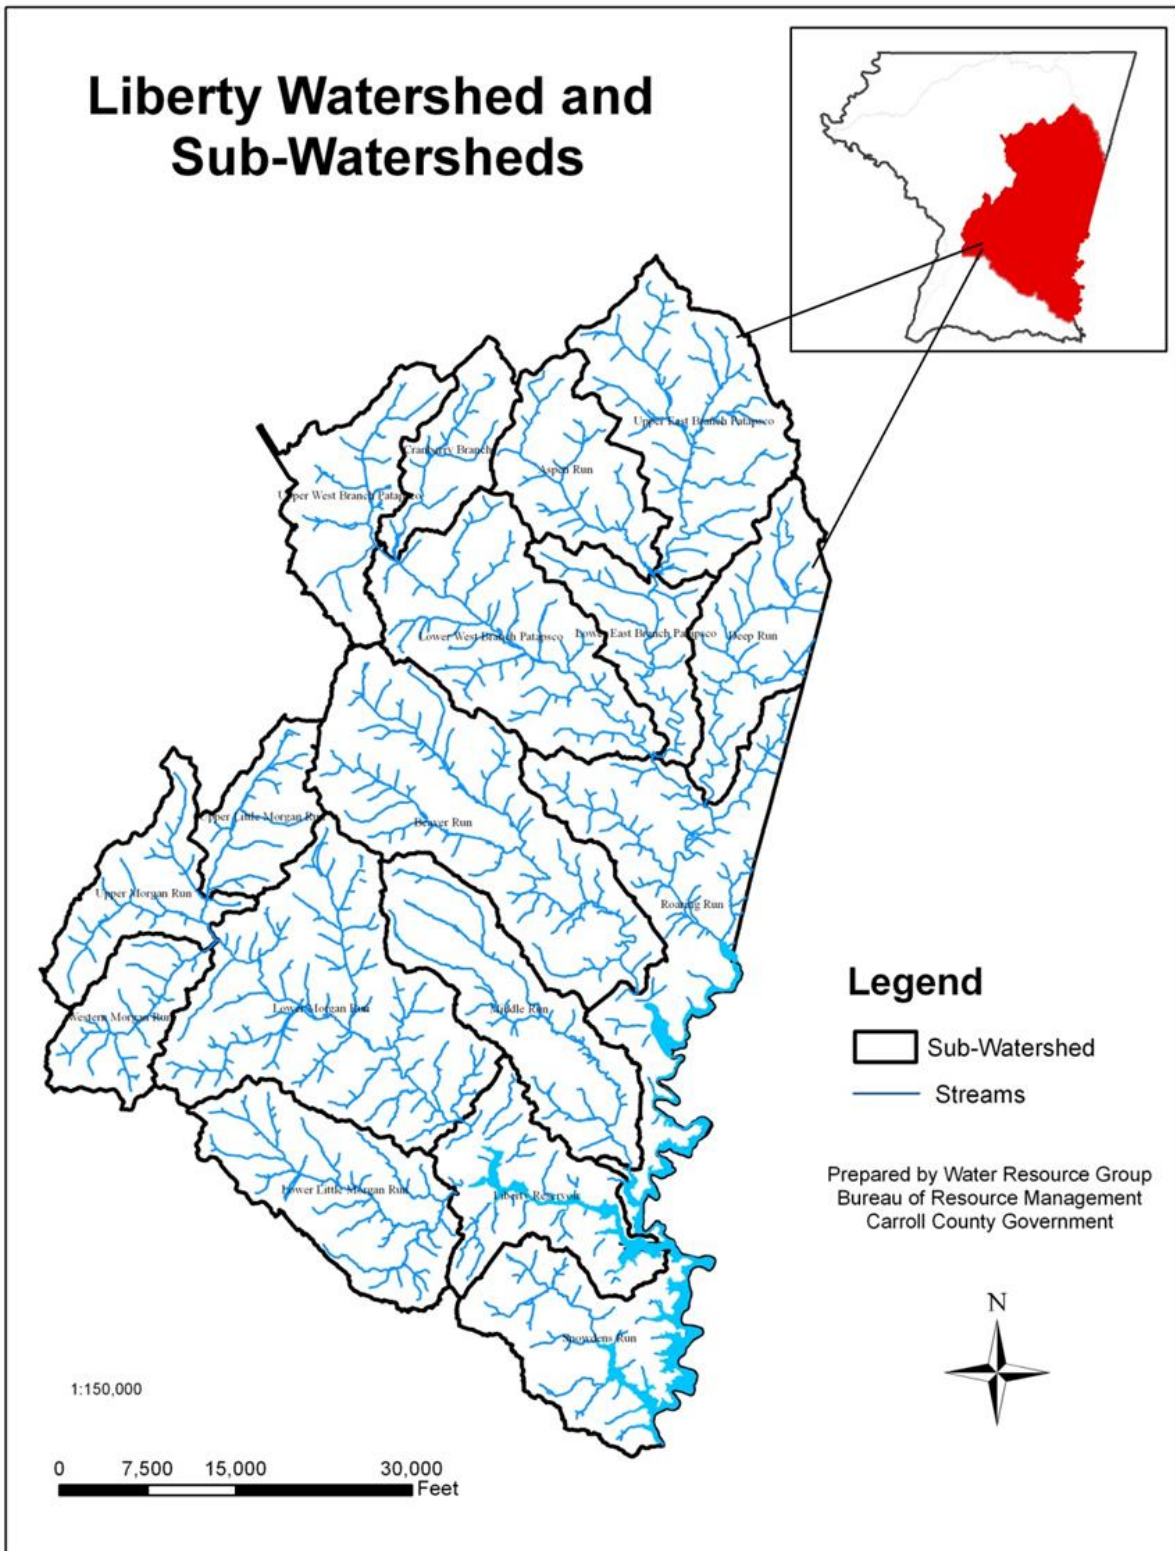 Liberty Watershed and
Sub-Watersheds
Upper East Branch Patapsco
Cranberry Branch
Aspen Run
Upper West Branch Patapsco
Lower West Branch Patapsco
Lower East Branch Patapsco
Deep Run
Upper Little Morgan Run
Beaver Run
Upper Morgan Run
Roaring Run
Western Morgan Run
Lower Morgan Run
Middle Run
Lower Little Morgan Run
Liberty Reservoir
Snowdens Run
Legend
Sub-Watershed
Streams
Prepared by Water Resource Group
Bureau of Resource Management
Carroll County Government
N
1:150,000
0 7,500 15,000 30,000
Feet